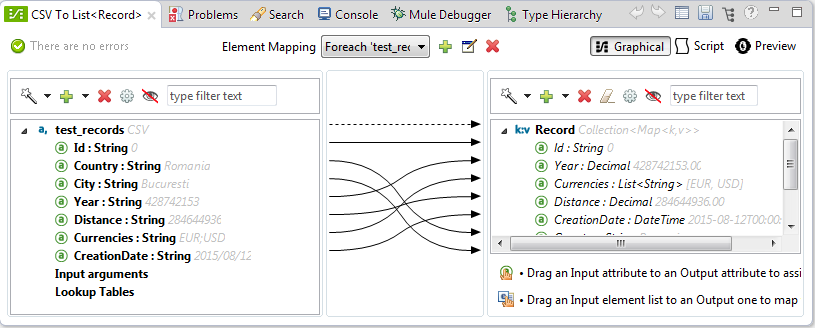 CSV To List<Record> Problems Search Console Mule Debugger Type Hierarchy
There are no errors Element Mapping Foreach 'test_rec Graphical Script Preview
type filter text type filter text
a, test_records CSV
a Id : String 0
a Country : String Romania
a City : String Bucuresti
a Year : String 428742153
a Distance : String 284644936
a Currencies : String EUR;USD
a CreationDate : String 2015/08/12
Input arguments
Lookup Tables
k:v Record Collection<Map<k,v>>
a Id : String 0
a Year : Decimal 428742153.00
a Currencies : List<String> [EUR, USD]
a Distance : Decimal 284644936.00
a CreationDate : DateTime 2015-08-12T00:00:
• Drag an Input attribute to an Output attribute to assi
• Drag an Input element list to an Output one to map